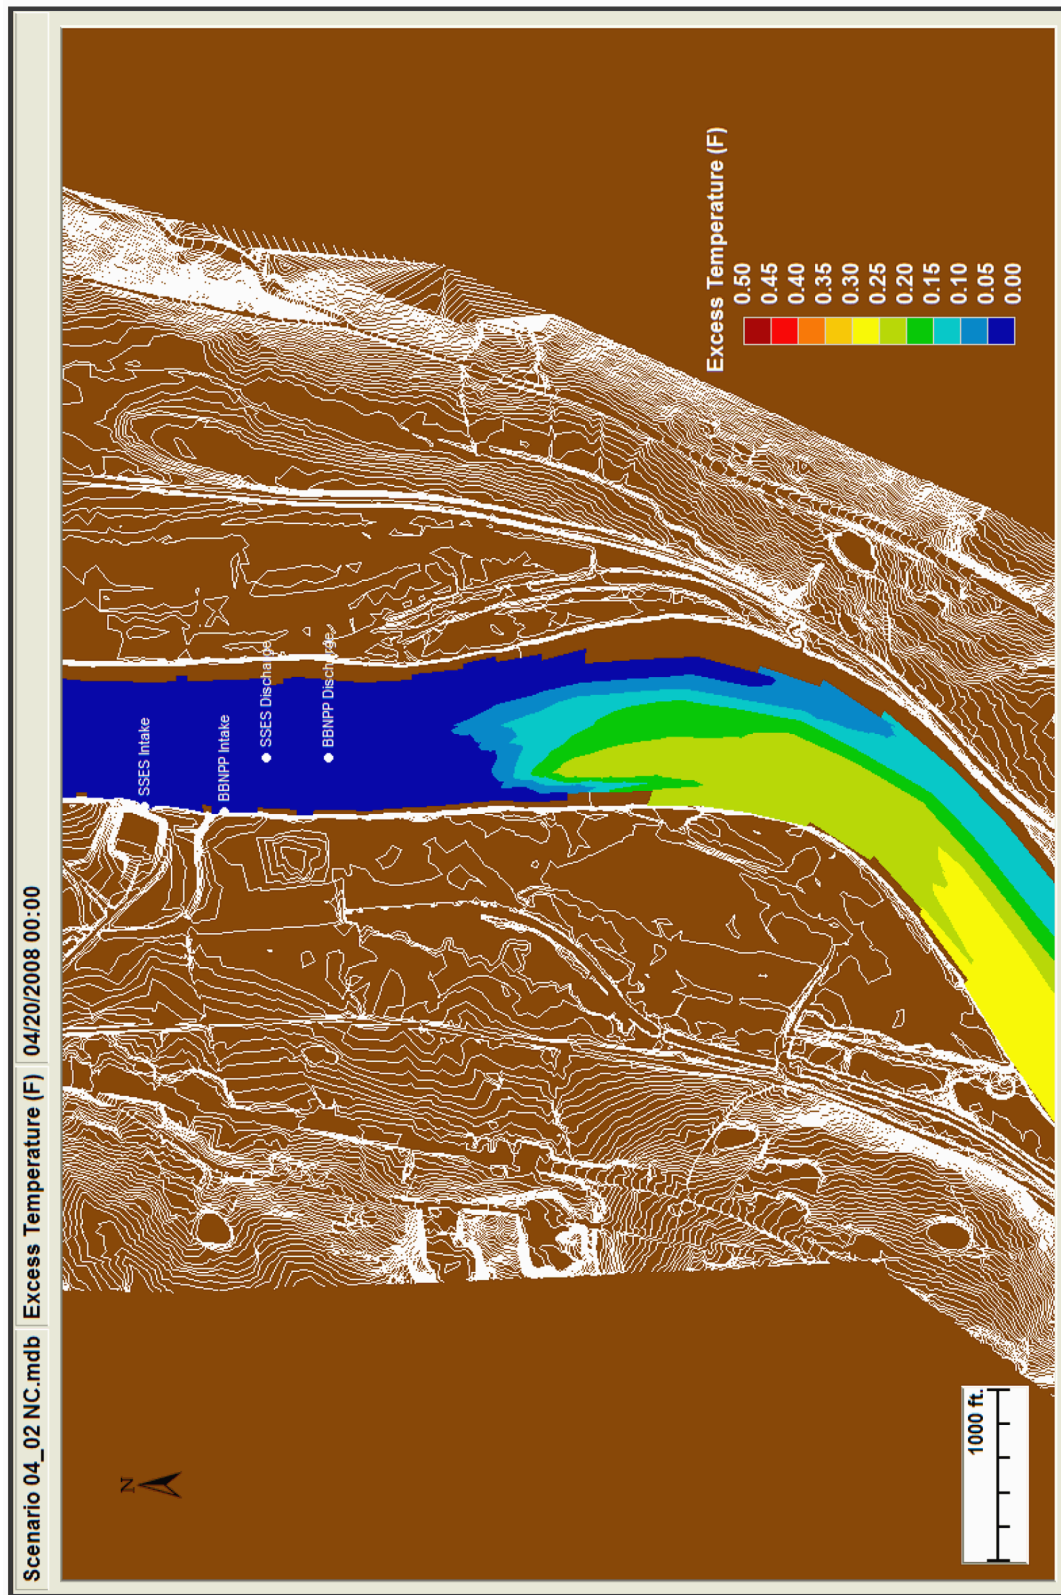 Scenario 04_02 NC.mdb
Excess Temperature (F)
04/20/2008 00:00
N
SSES Intake
BBNPP Intake
SSES Discharge
BBNPP Discharge
Excess Temperature (F)
0.50
0.45
0.40
0.35
0.30
0.25
0.20
0.15
0.10
0.05
0.00
1000 ft.